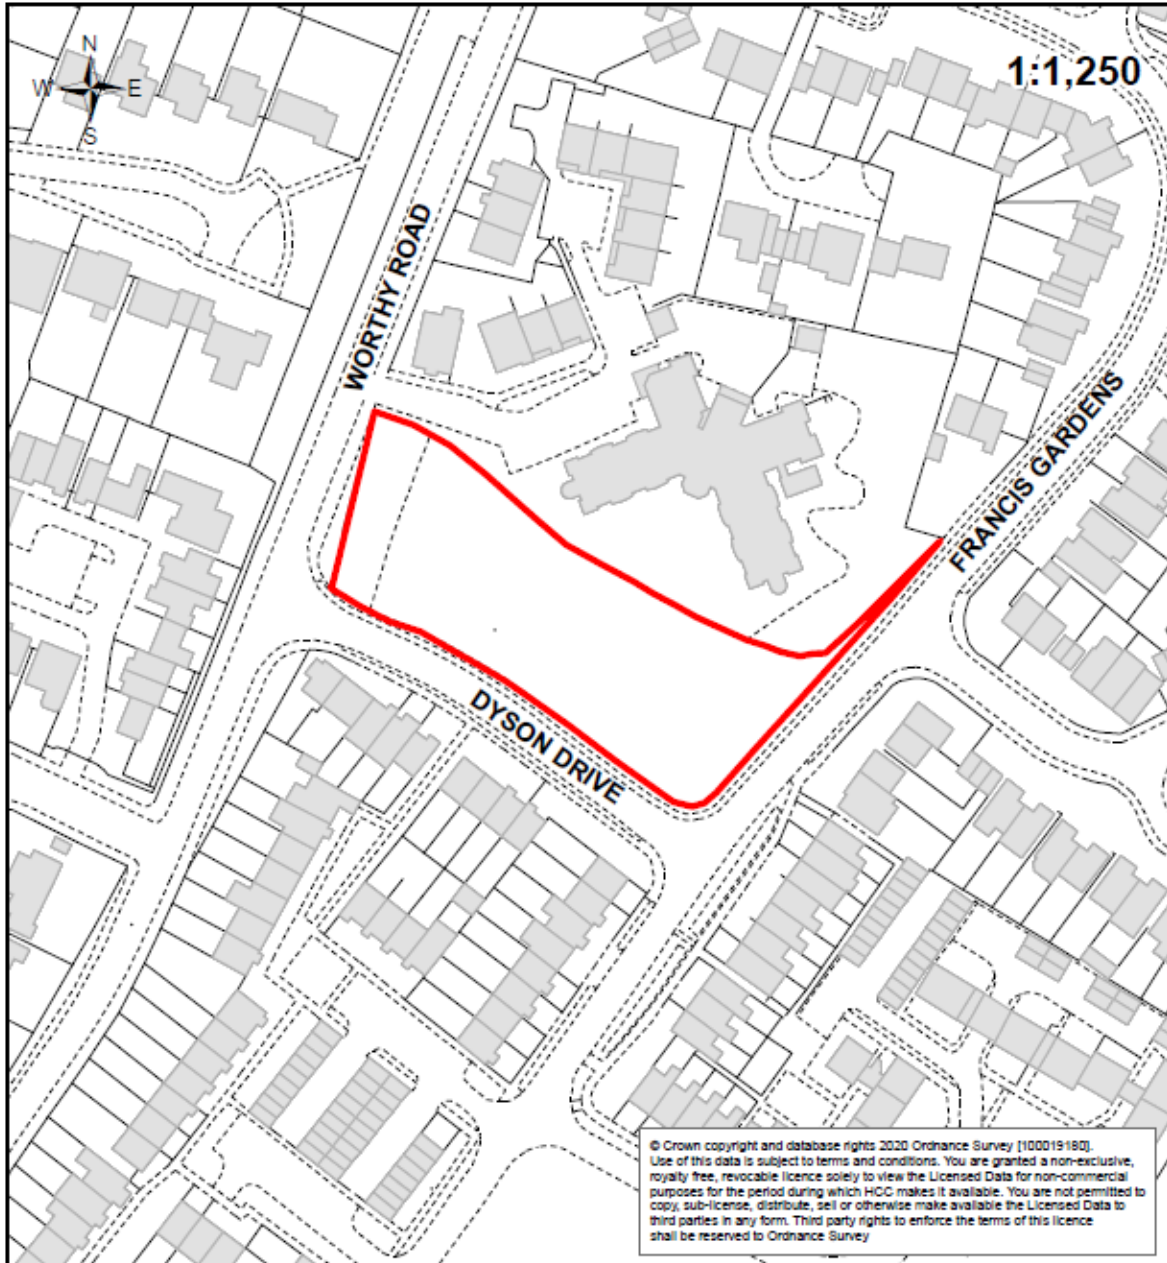 N
W E
S
1:1,250
WORTHY ROAD
FRANCIS GARDENS
DYSON DRIVE
© Crown copyright and database rights 2020 Ordnance Survey [100019180].
Use of this data is subject to terms and conditions. You are granted a non-exclusive,
royalty free, revocable licence solely to view the Licensed Data for non-commercial
purposes for the period during which HCC makes it available. You are not permitted to
copy, sub-license, distribute, sell or otherwise make available the Licensed Data to
third parties in any form. Third party rights to enforce the terms of this licence
shall be reserved to Ordnance Survey